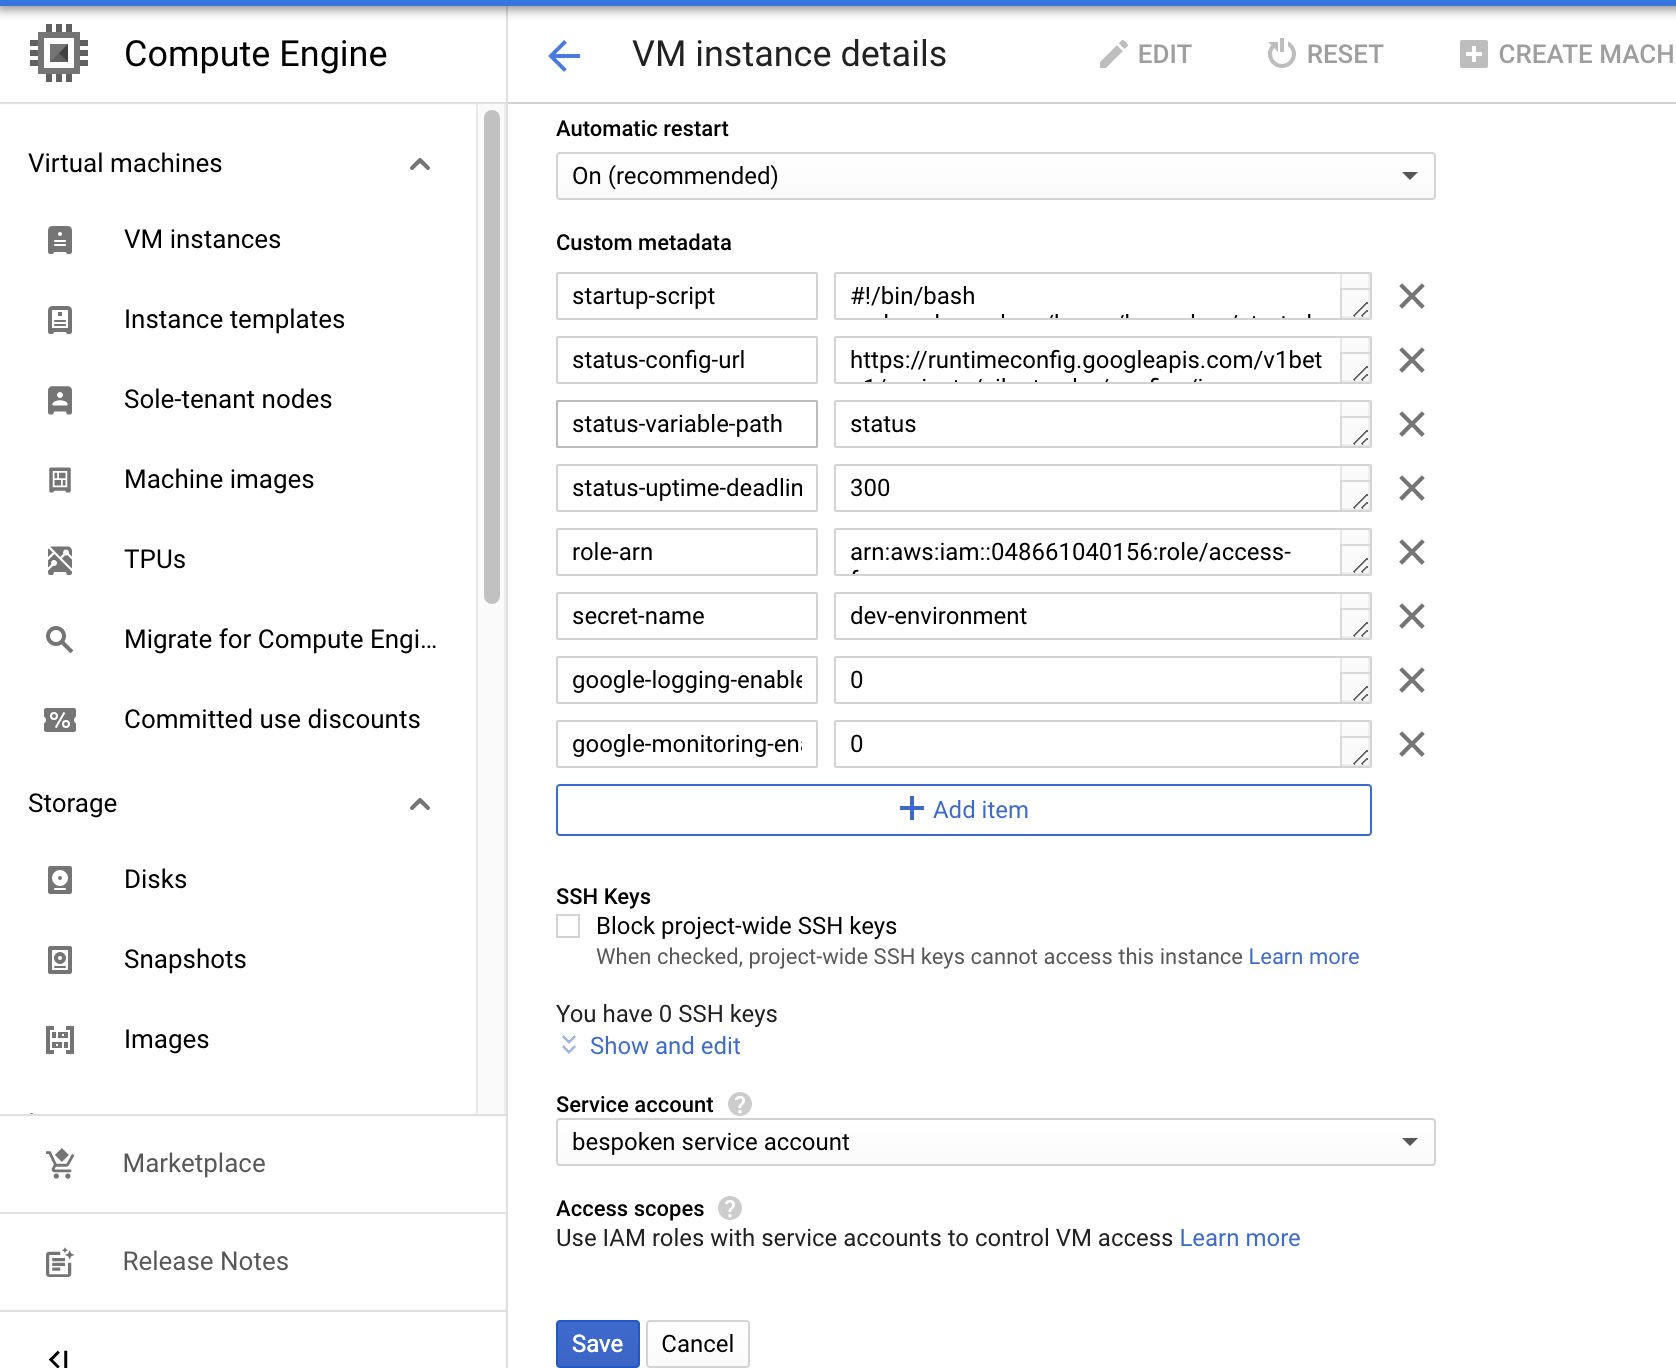 Compute Engine
VM instance details
EDIT
RESET
CREATE MACH
Virtual machines
VM instances
Instance templates
Sole-tenant nodes
Machine images
TPUs
Migrate for Compute Engi...
Committed use discounts
Storage
Disks
Snapshots
Images
Marketplace
Release Notes
Automatic restart
On (recommended)
Custom metadata
startup-script
#!/bin/bash
status-config-url
https://runtimeconfig.googleapis.com/v1bet
status-variable-path
status
status-uptime-deadlin
300
role-arn
arn:aws:iam::048661040156:role/access-
secret-name
dev-environment
google-logging-enable
0
google-monitoring-ena
0
Add item
SSH Keys
Block project-wide SSH keys
When checked, project-wide SSH keys cannot access this instance Learn more
You have 0 SSH keys
Show and edit
Service account
bespoken service account
Access scopes
Use IAM roles with service accounts to control VM access Learn more
Save
Cancel